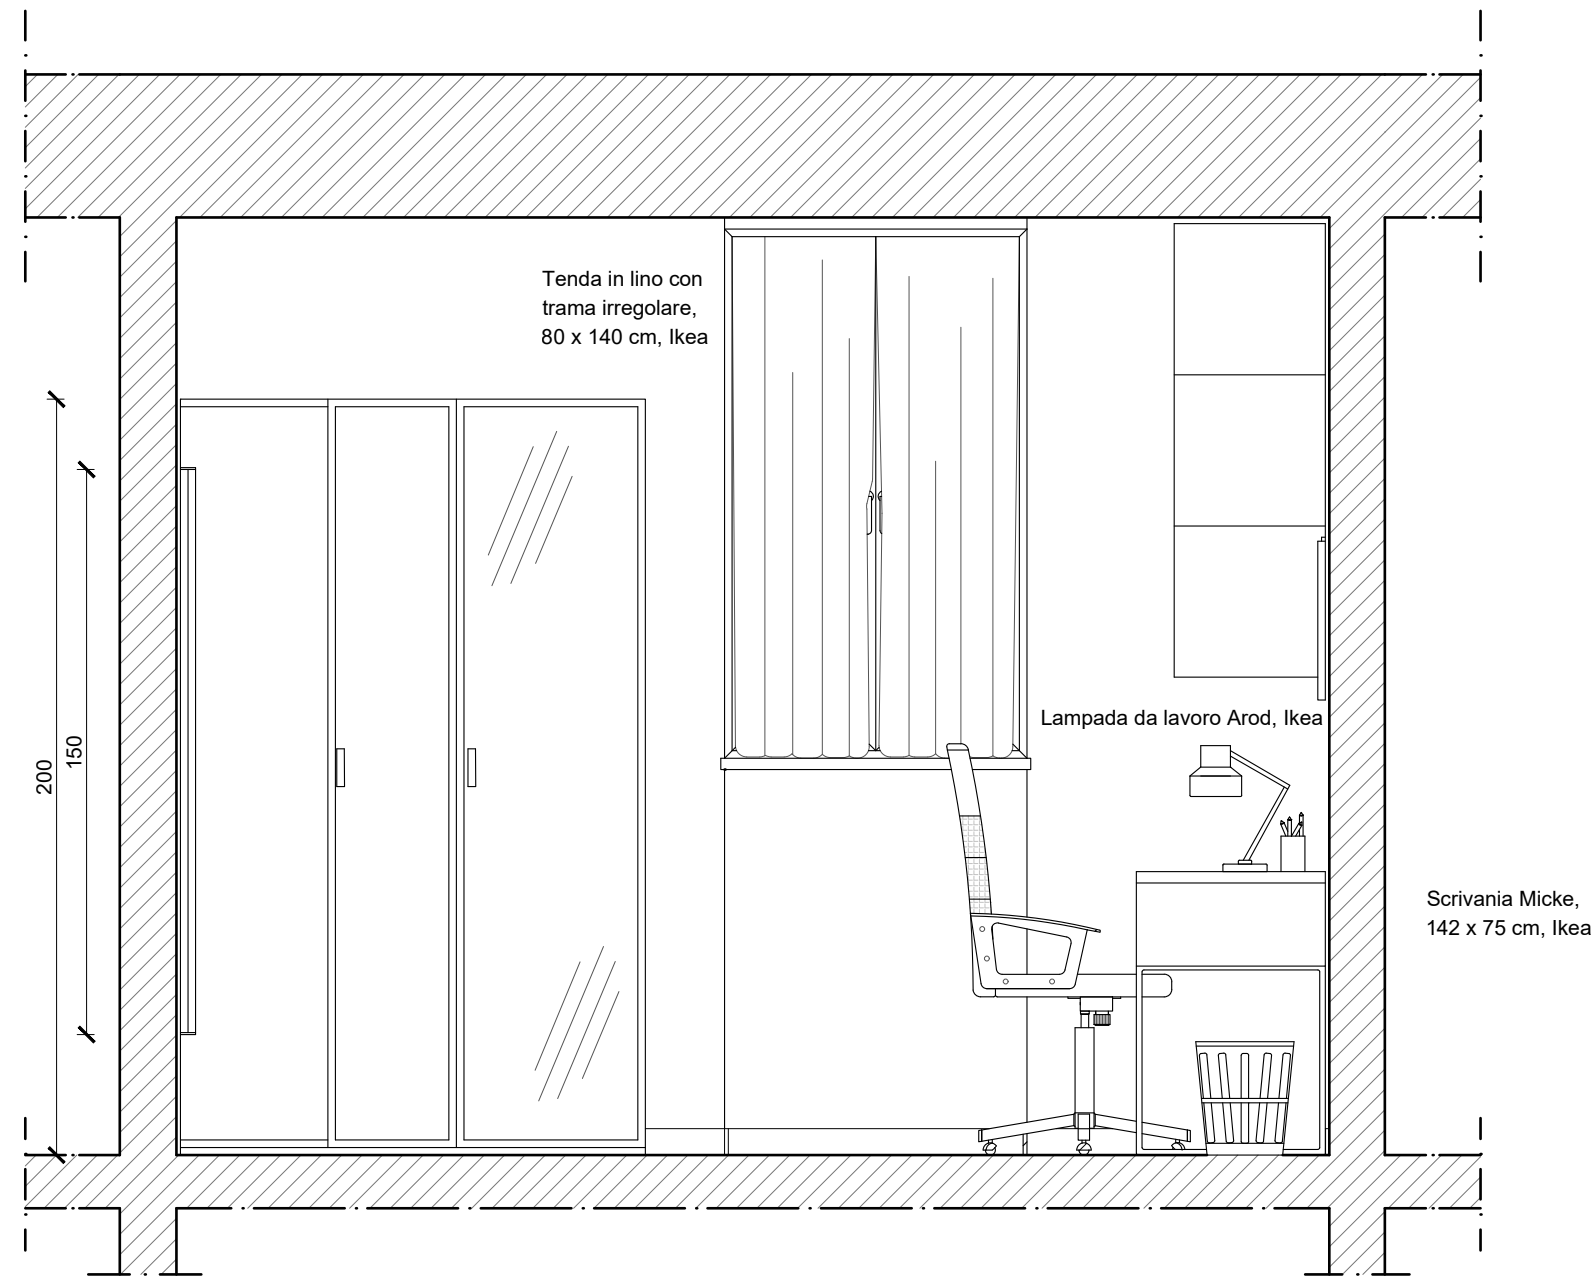 Tenda in lino con
trama irregolare,
80 x 140 cm, Ikea
Lampada da lavoro Arod, Ikea
200
150
Scrivania Micke,
142 x 75 cm, Ikea